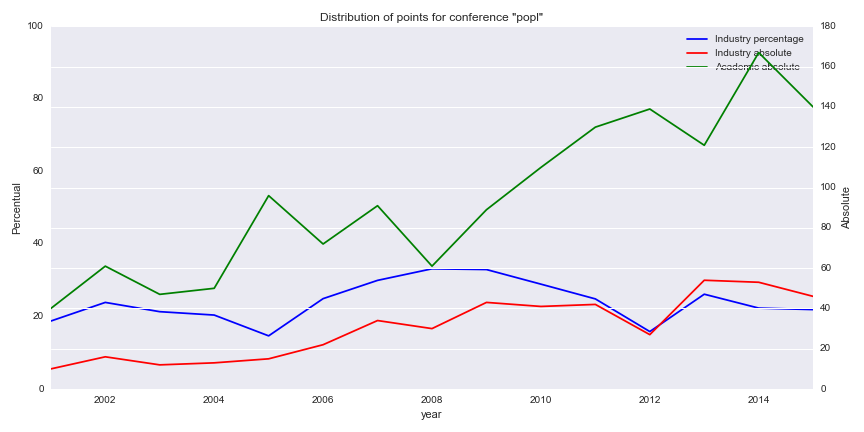 Distribution of points for conference "popl"
Industry percentage
Industry absolute
Academic absolute
Percentual
100
80
60
40
20
0
Absolute
180
160
140
120
100
80
60
40
20
0
2002 2004 2006 2008 2010 2012 2014
year